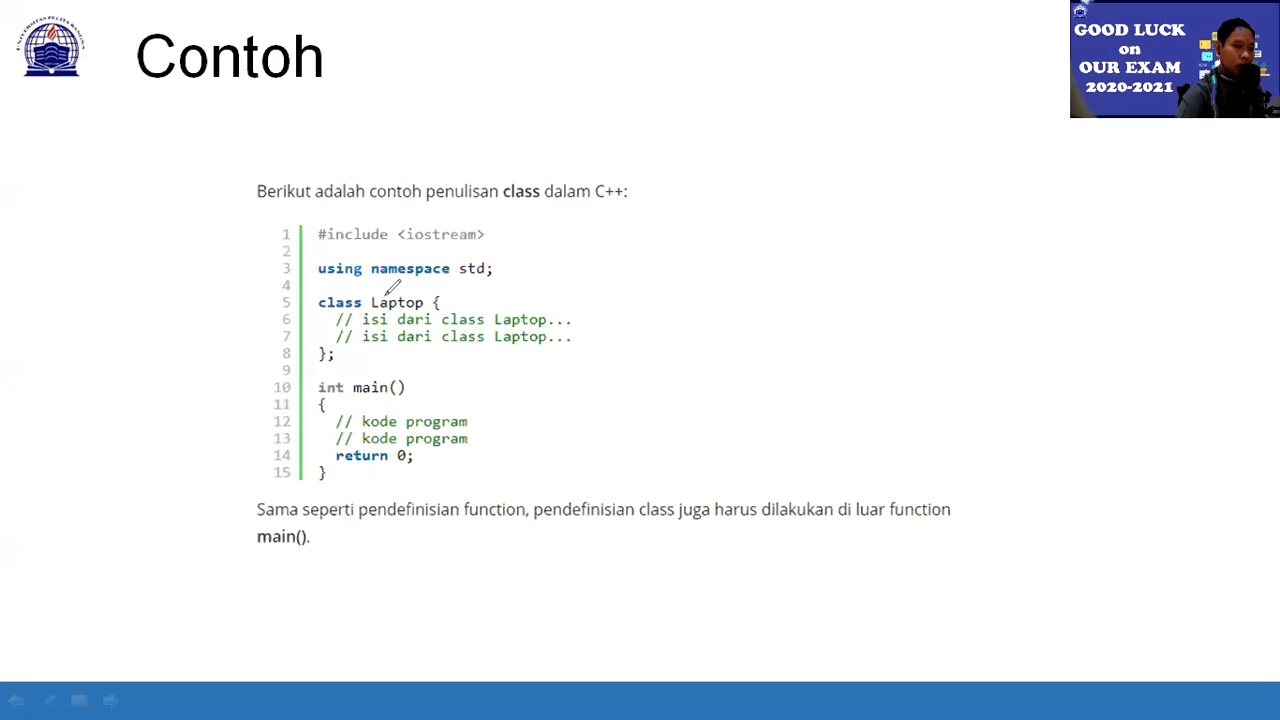 UNIVERSITAS PELITA BANGSA
Contoh
GOOD LUCK
on
OUR EXAM
2020-2021
Berikut adalah contoh penulisan class dalam C++:
1 #include <iostream>
2
3 using namespace std;
4
5 class Laptop {
6 // isi dari class Laptop...
7 // isi dari class Laptop...
8 };
9
10 int main()
11 {
12 // kode program
13 // kode program
14 return 0;
15 }
Sama seperti pendefinisian function, pendefinisian class juga harus dilakukan di luar function
main().